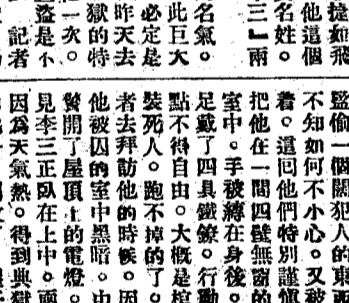 捷如飛
他這個
名姓。
三』兩
名氣。
此巨大
必定是
昨天去
獄的特
一次。
盜是小
記者
監偷一個關犯人的東西
不知如何不小心。又被
着。這回他們特別謹慎
把他在一間四壁無窗的
室中。手被縛在身後
足戴了四具鐵鐐。行動
點不得自由。大概是棺
裝死人。跑不掉的了。
者去拜訪他的時候。因
他被囚的室中黑暗。由
開了屋頂上的電燈。
見李三正臥在上中。兩
因爲天氣熱。得到典獄